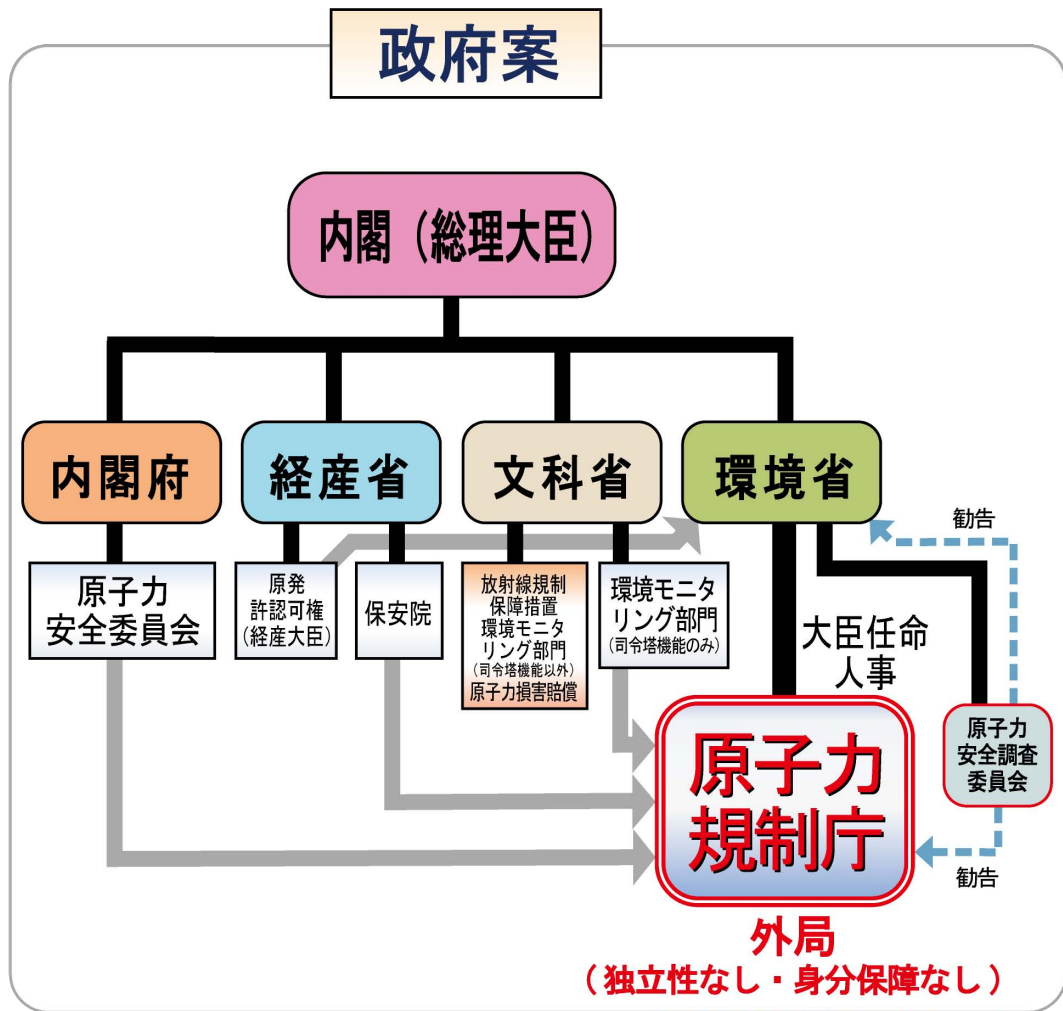 政府案
内閣（総理大臣）
内閣府
経産省
文科省
環境省
原子力
安全委員会
原発
許認可権
(経産大臣)
保安院
放射線規制
保障措置
環境モニタ
リング部門
(司令塔機能以外)
原子力損害賠償
環境モニタ
リング部門
(司令塔機能のみ)
勧告
大臣任命
人事
原子力
安全調査
委員会
原子力
規制庁
勧告
外局
（独立性なし・身分保障なし）